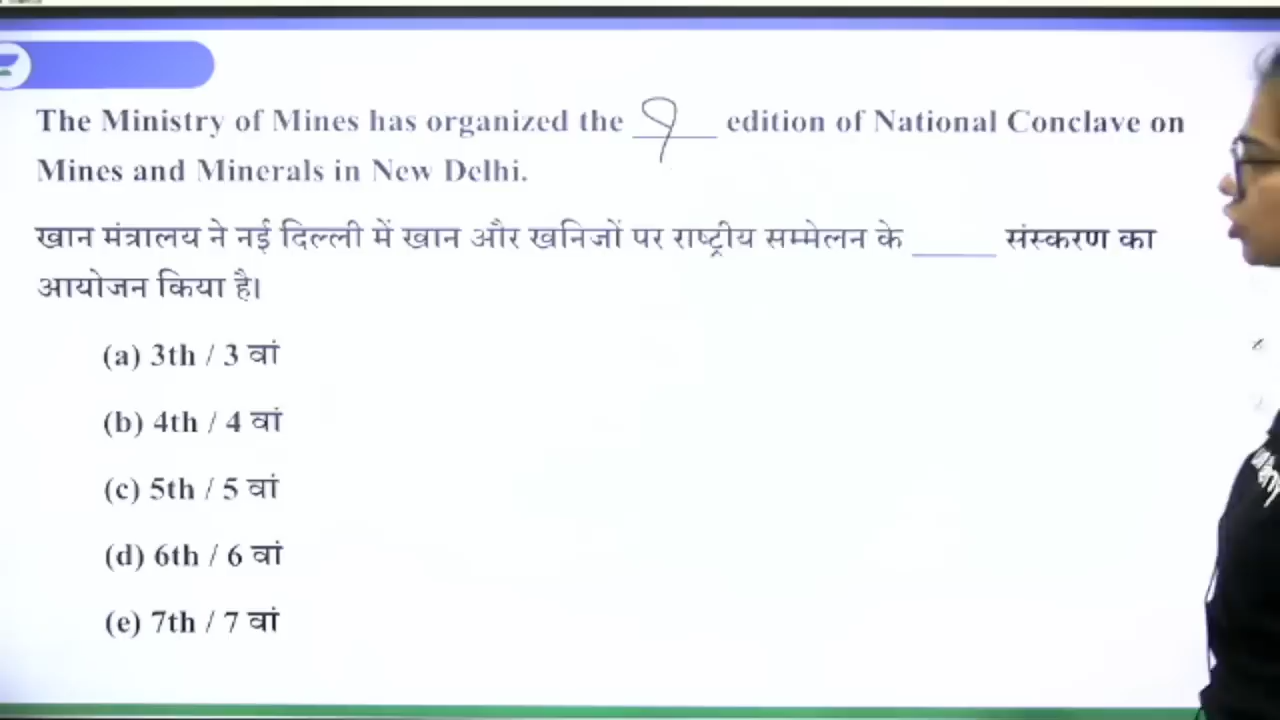 The Ministry of Mines has organized the _____ edition of National Conclave on
Mines and Minerals in New Delhi.
खान मंत्रालय ने नई दिल्ली में खान और खनिजों पर राष्ट्रीय सम्मेलन के _____ संस्करण का
आयोजन किया है।
(a) 3th / 3 वां
(b) 4th / 4 वां
(c) 5th / 5 वां
(d) 6th / 6 वां
(e) 7th / 7 वां